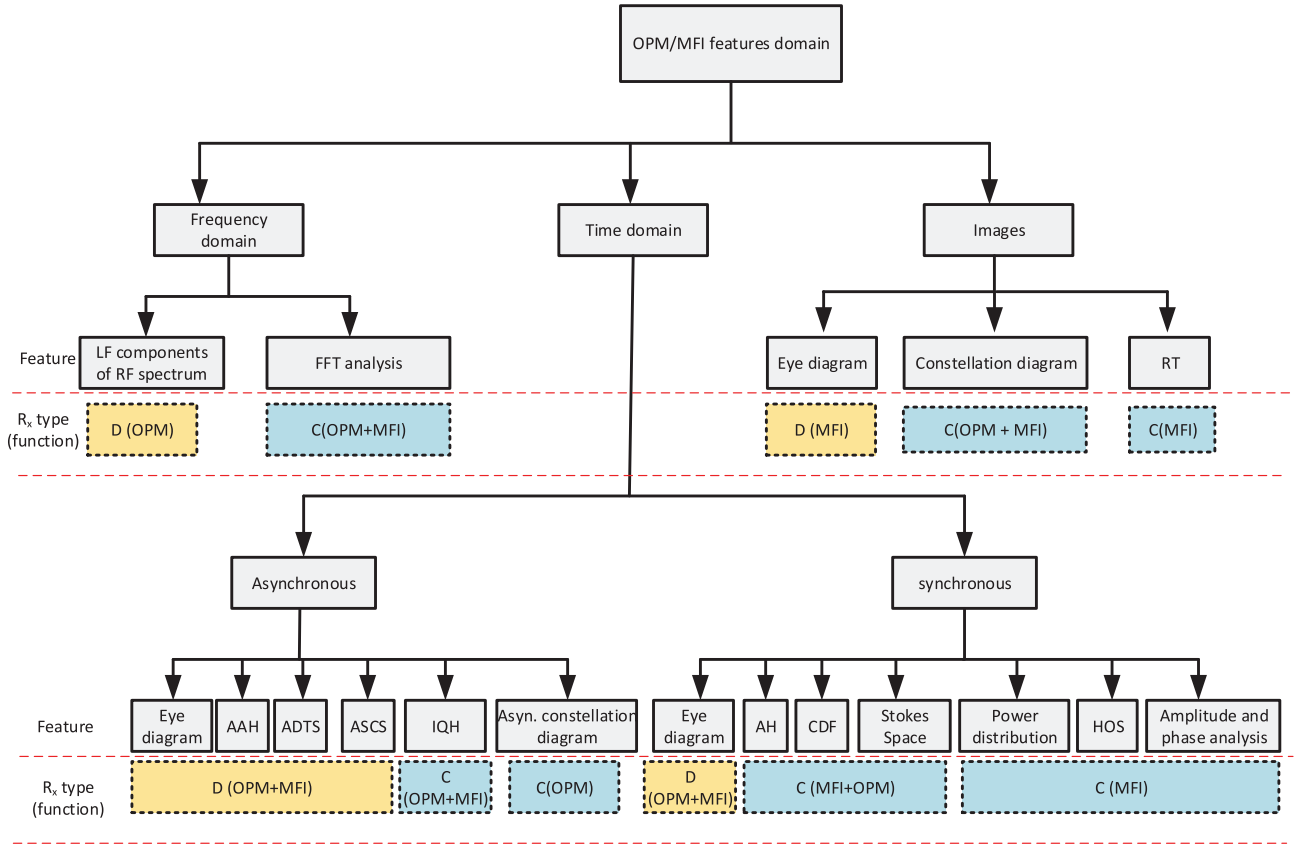 OPM/MFI features domain
Frequency
domain
Time domain
Images
Feature
LF components
of RF spectrum
FFT analysis
Eye diagram
Constellation diagram
RT
Rx type
(function)
D (OPM)
C(OPM+MFI)
D (MFI)
C(OPM + MFI)
C(MFI)
Asynchronous
synchronous
Feature
Eye
diagram
AAH
ADTS
ASCS
IQH
Asyn. constellation
diagram
Eye
diagram
AH
CDF
Stokes
Space
Power
distribution
HOS
Amplitude and
phase analysis
Rx type
(function)
D (OPM+MFI)
C
(OPM+MFI)
C(OPM)
D
(OPM+MFI)
C (MFI+OPM)
C (MFI)